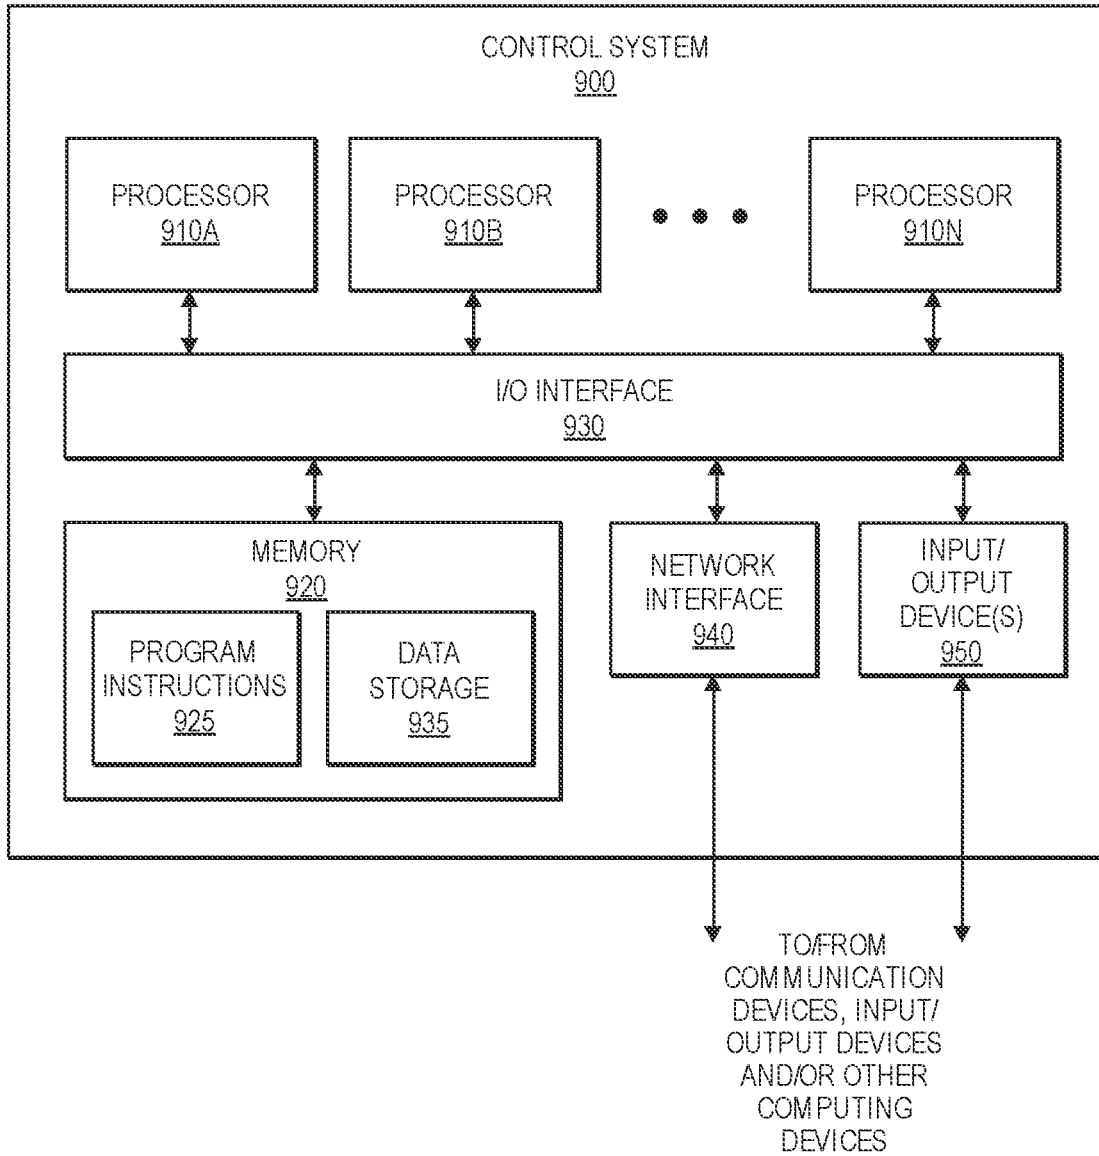 CONTROL SYSTEM
900
PROCESSOR
910A
PROCESSOR
910B
PROCESSOR
910N
I/O INTERFACE
930
MEMORY
920
PROGRAM
INSTRUCTIONS
925
DATA
STORAGE
935
NETWORK
INTERFACE
940
INPUT/
OUTPUT
DEVICE(S)
950
TO/FROM
COMMUNICATION
DEVICES, INPUT/
OUTPUT DEVICES
AND/OR OTHER
COMPUTING
DEVICES